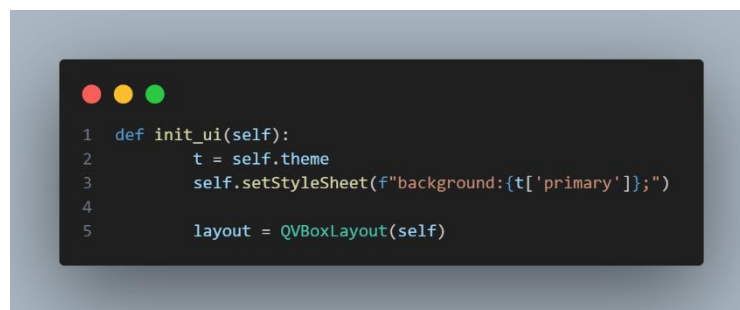 1 def init_ui(self):
2         t = self.theme
3         self.setStyleSheet(f"background:{t['primary']};")
4
5         layout = QVBoxLayout(self)